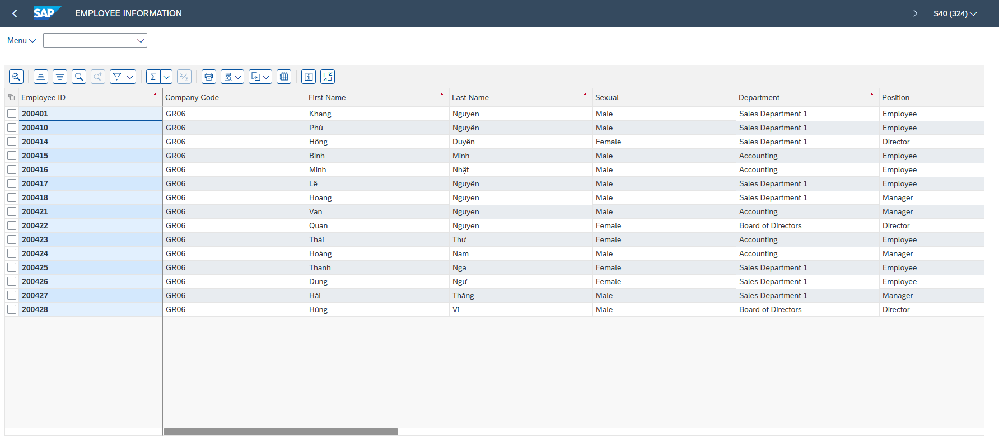 SAP EMPLOYEE INFORMATION S40 (324)
Menu
Employee ID Company Code First Name Last Name Sexual Department Position
200401 GR06 Khang Nguyen Male Sales Department 1 Employee
200410 GR06 Phú Nguyên Male Sales Department 1 Employee
200414 GR06 Hồng Duyên Female Sales Department 1 Director
200415 GR06 Bình Minh Male Accounting Employee
200416 GR06 Minh Nhật Male Accounting Employee
200417 GR06 Lê Nguyên Male Sales Department 1 Employee
200418 GR06 Hoang Nguyen Male Sales Department 1 Manager
200421 GR06 Van Nguyen Male Accounting Manager
200422 GR06 Quan Nguyen Female Board of Directors Director
200423 GR06 Thái Thư Female Accounting Employee
200424 GR06 Hoàng Nam Male Accounting Manager
200425 GR06 Thanh Nga Female Sales Department 1 Employee
200426 GR06 Dung Ngư Female Sales Department 1 Employee
200427 GR06 Hái Thăng Male Sales Department 1 Manager
200428 GR06 Hùng Vĩ Male Board of Directors Director